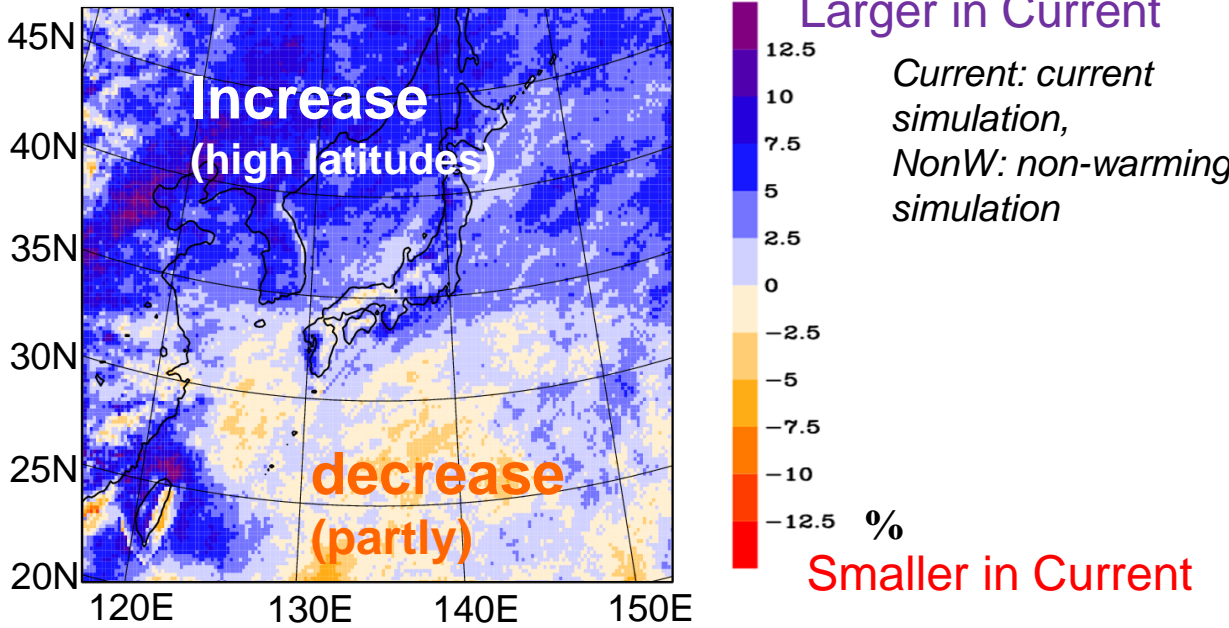 45N
40N
35N
30N
25N
20N
120E
130E
140E
150E
Increase
(high latitudes)
decrease
(partly)
Larger in Current
12.5
10
7.5
5
2.5
0
−2.5
−5
−7.5
−10
−12.5
%
Smaller in Current
Current: current
simulation,
NonW: non-warming
simulation